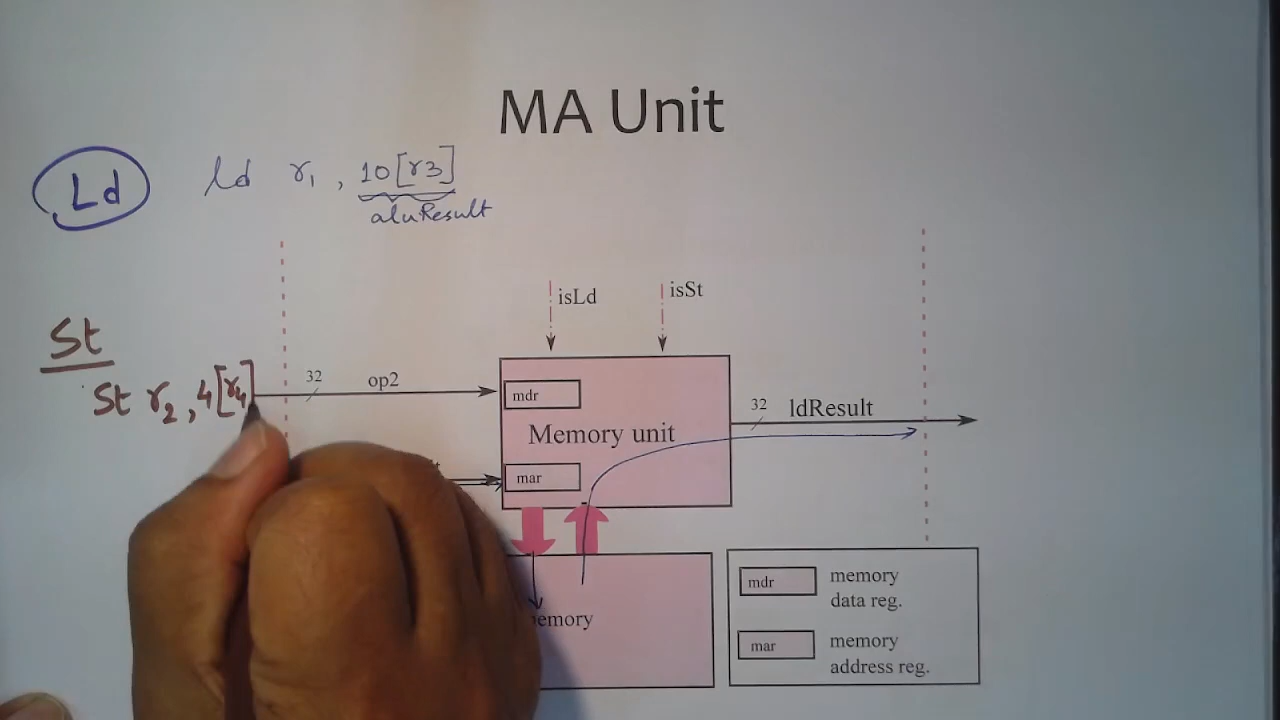 MA Unit
Ld
ld r1, 10[r3]
aluResult
isLd
isSt
St
St r2, 4[r4]
32
op2
mdr
32
ldResult
Memory unit
mar
mdr
memory
data reg.
mar
memory
address reg.